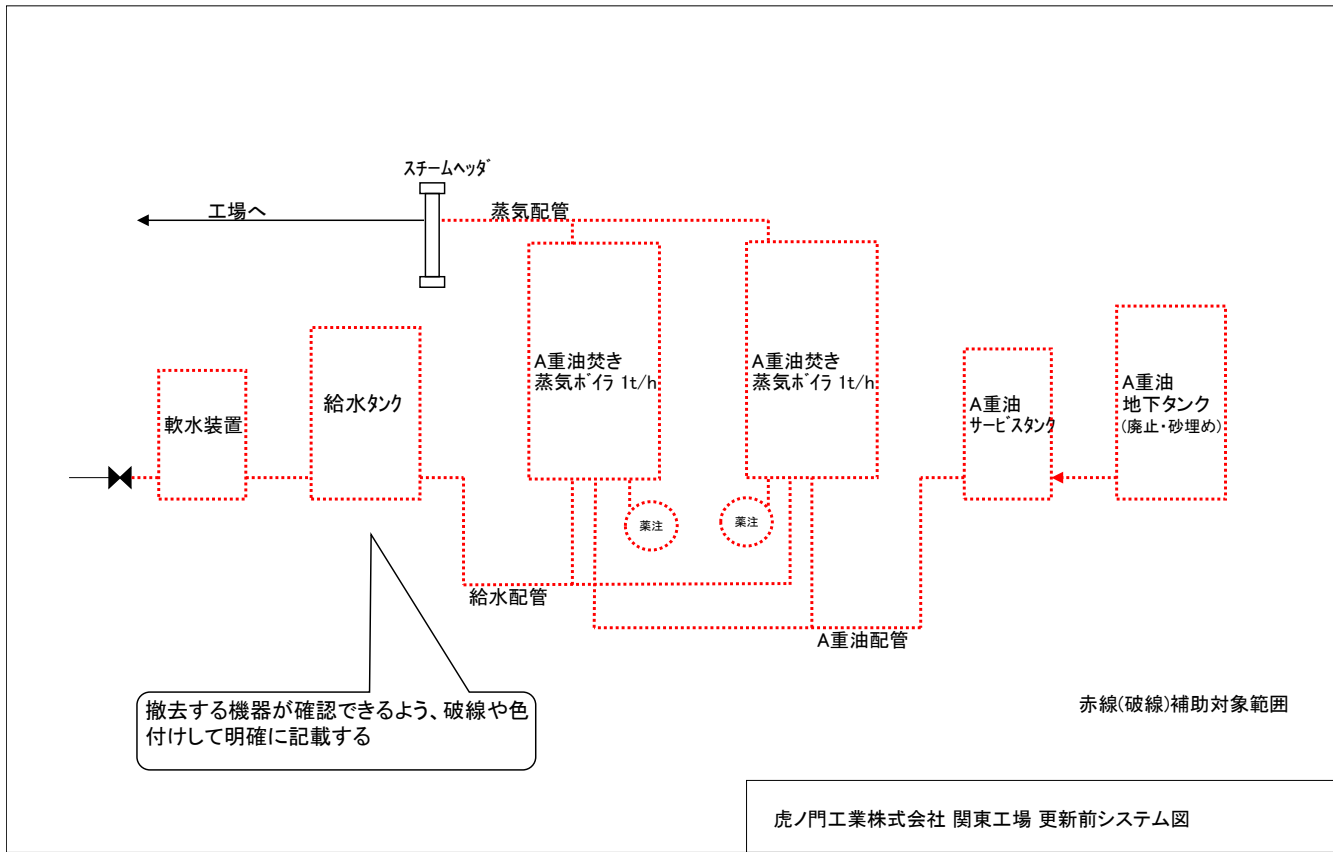 スチームヘッダ
工場へ
蒸気配管
A重油焚き
蒸気ボイラ 1t/h
A重油焚き
蒸気ボイラ 1t/h
軟水装置
給水タンク
A重油
サービスタンク
A重油
地下タンク
(廃止・砂埋め)
薬注
薬注
給水配管
A重油配管
撤去する機器が確認できるよう、破線や色
付けして明確に記載する
赤線(破線)補助対象範囲
虎ノ門工業株式会社 関東工場 更新前システム図